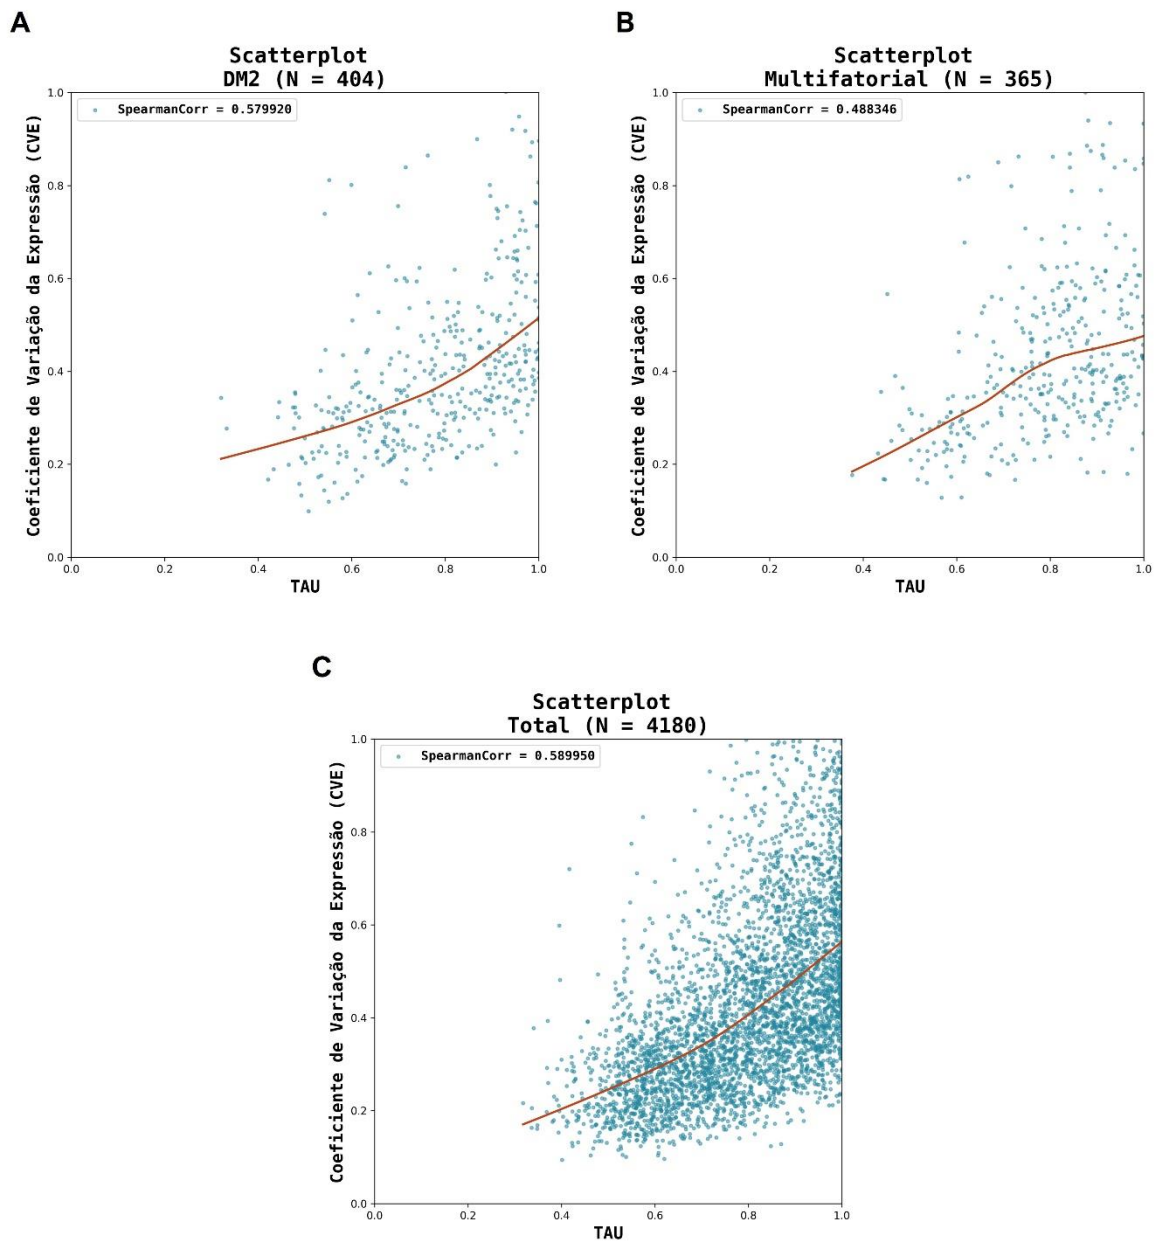 A
Scatterplot
DM2 (N = 404)
SpearmanCorr = 0.579920
Coeficiente de Variação da Expressão (CVE)
1.0
0.8
0.6
0.4
0.2
0.0
0.0 0.2 0.4 0.6 0.8 1.0
TAU
B
Scatterplot
Multifatorial (N = 365)
SpearmanCorr = 0.488346
Coeficiente de Variação da Expressão (CVE)
1.0
0.8
0.6
0.4
0.2
0.0
0.0 0.2 0.4 0.6 0.8 1.0
TAU
C
Scatterplot
Total (N = 4180)
SpearmanCorr = 0.589950
Coeficiente de Variação da Expressão (CVE)
1.0
0.8
0.6
0.4
0.2
0.0
0.0 0.2 0.4 0.6 0.8 1.0
TAU